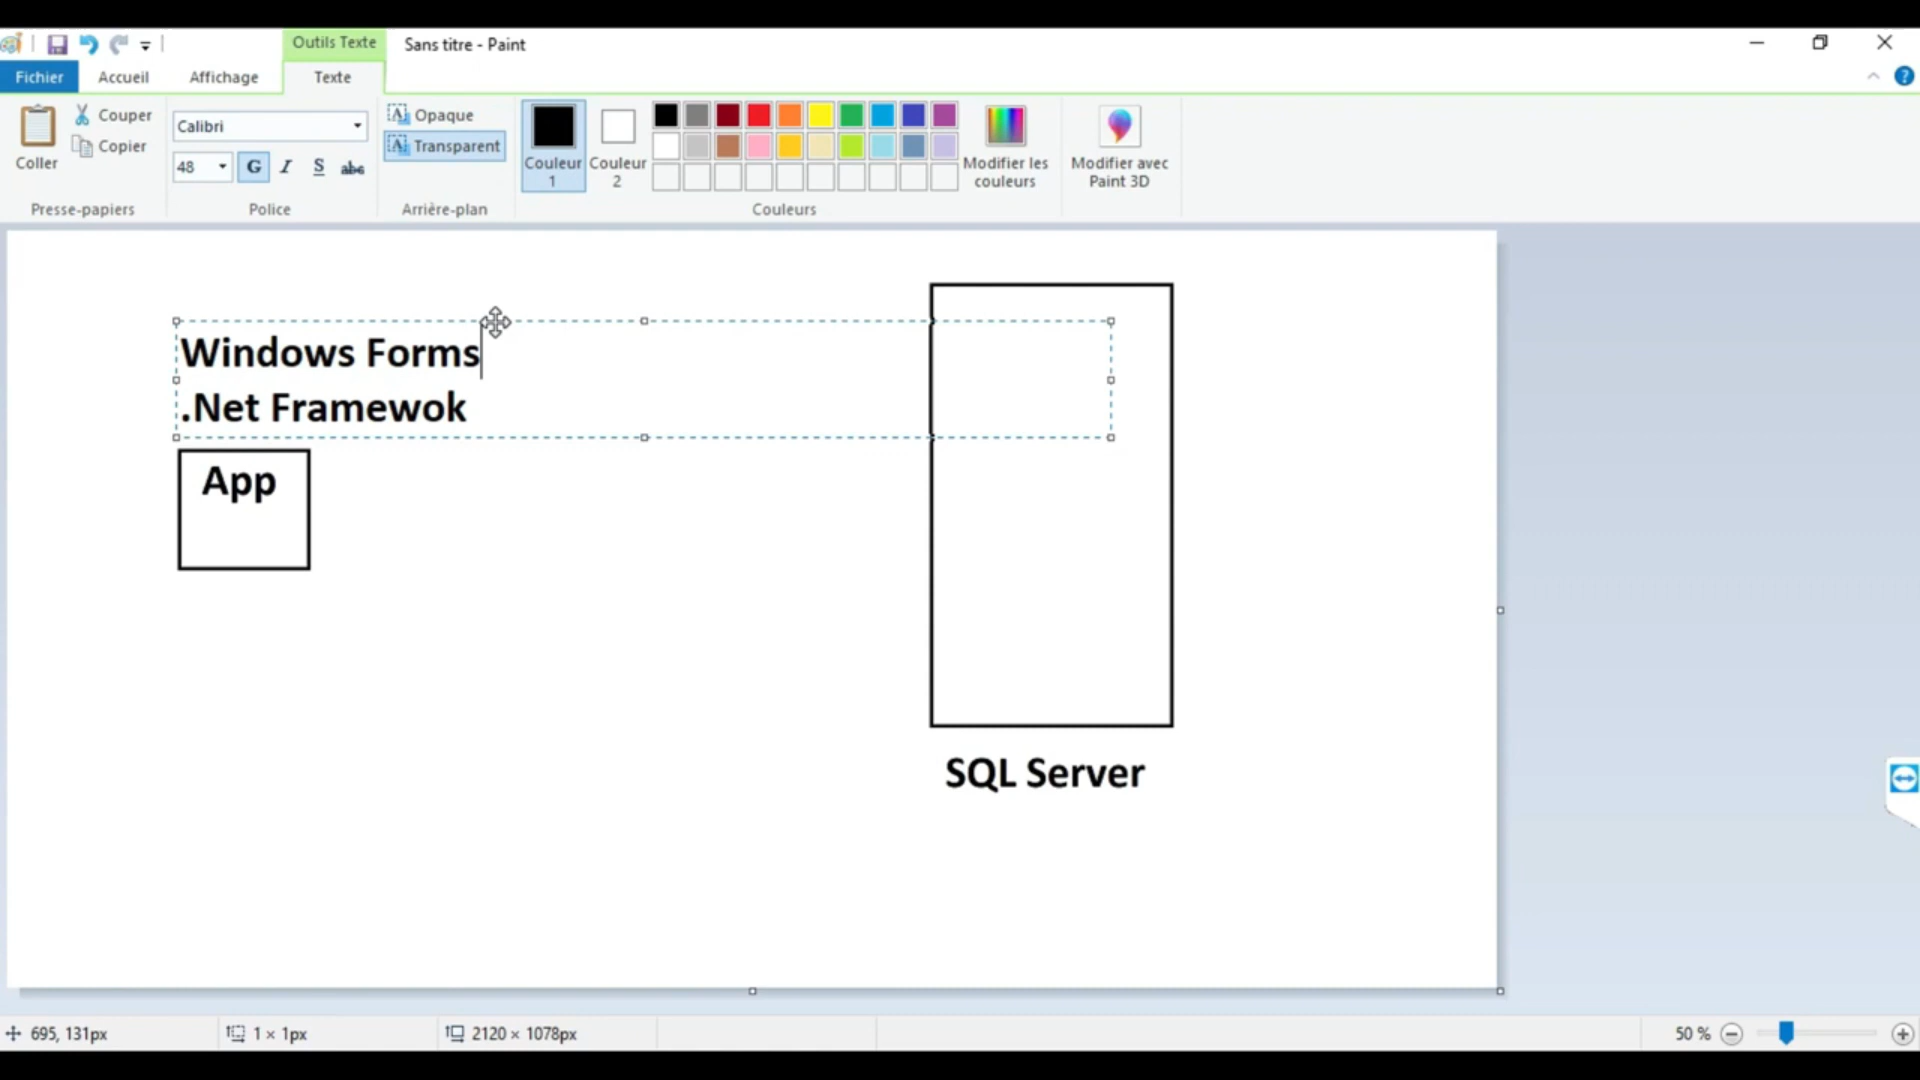 Outils Texte
Sans titre - Paint
Fichier
Accueil
Affichage
Texte
Coller
Couper
Copier
Presse-papiers
Calibri
48
G
I
S
abc
Police
Opaque
Transparent
Arrière-plan
Couleur
1
Couleur
2
Modifier les
couleurs
Couleurs
Modifier avec
Paint 3D
Windows Forms
.Net Framewok
App
SQL Server
695, 131px
1 × 1px
2120 × 1078px
50 %